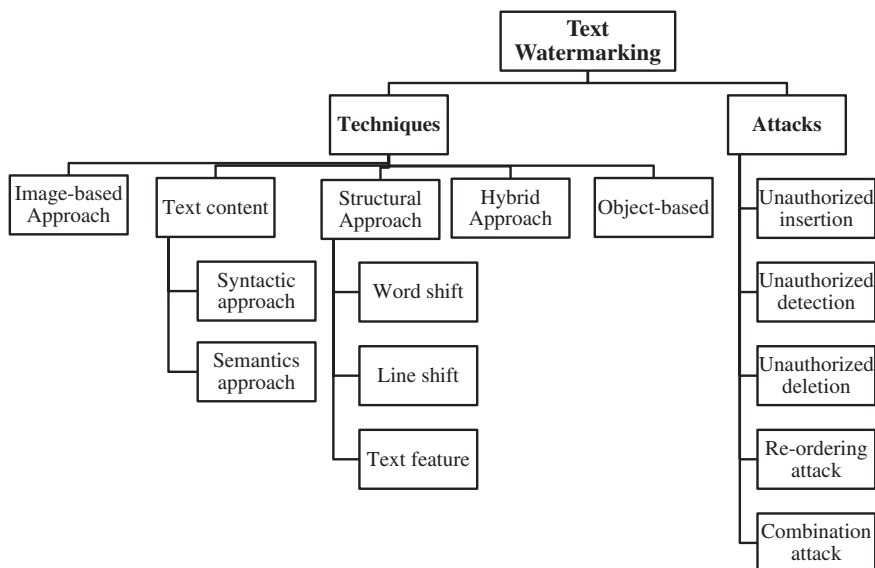 Text
Watermarking
Techniques
Attacks
Image-based
Approach
Text content
Structural
Approach
Hybrid
Approach
Object-based
Syntactic
approach
Semantics
approach
Word shift
Line shift
Text feature
Unauthorized
insertion
Unauthorized
detection
Unauthorized
deletion
Re-ordering
attack
Combination
attack